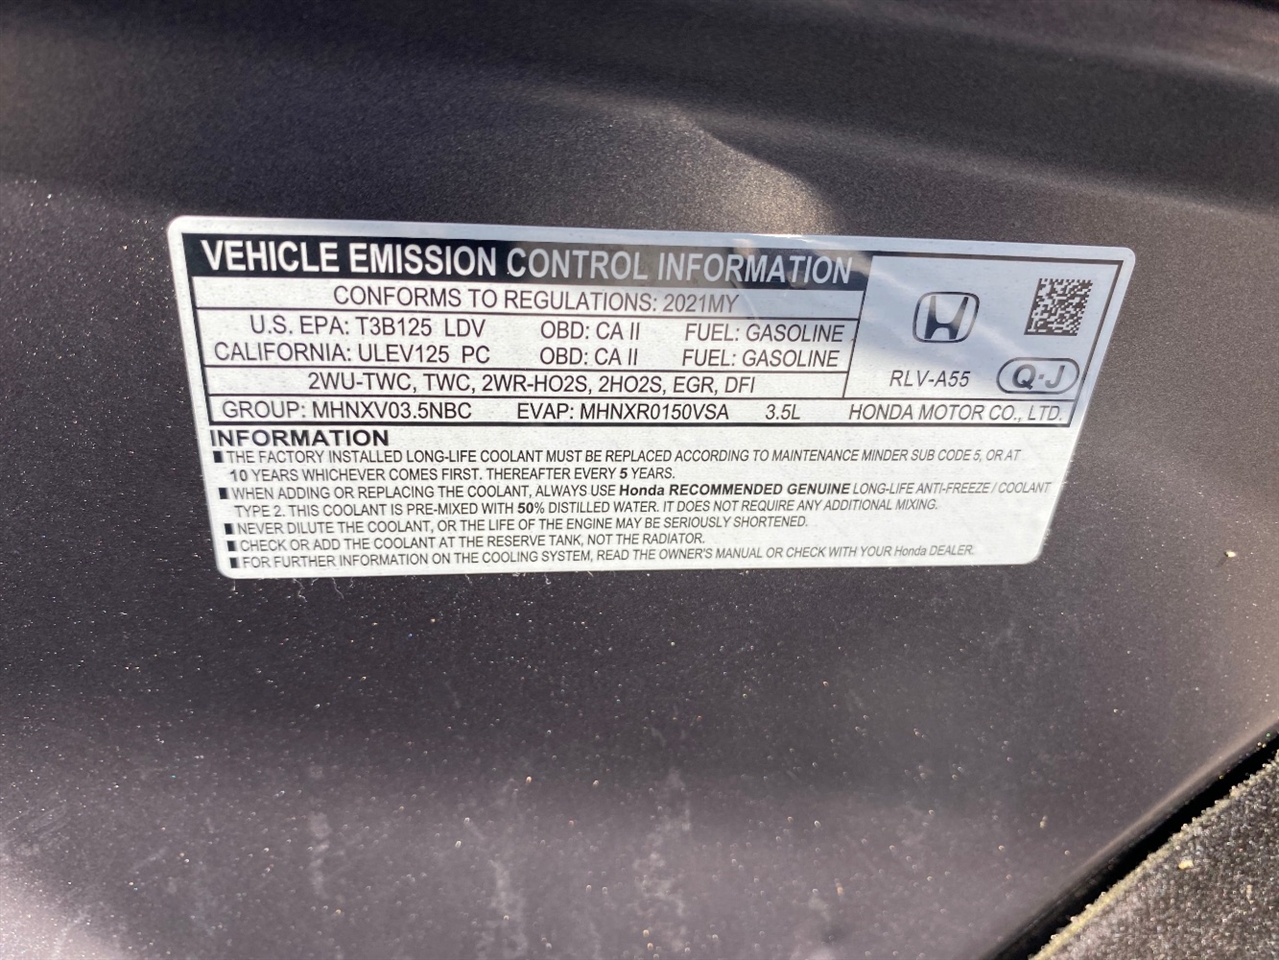 VEHICLE EMISSION CONTROL INFORMATION
CONFORMS TO REGULATIONS: 2021MY
U.S. EPA: T3B125 LDV OBD: CA II FUEL: GASOLINE
CALIFORNIA: ULEV125 PC OBD: CA II FUEL: GASOLINE
2WU-TWC, TWC, 2WR-HO2S, 2HO2S, EGR, DFI
RLV-A55 Q-J
GROUP: MHNXV03.5NBC EVAP: MHNXR0150VSA 3.5L HONDA MOTOR CO., LTD.
INFORMATION
■ THE FACTORY INSTALLED LONG-LIFE COOLANT MUST BE REPLACED ACCORDING TO MAINTENANCE MINDER SUB CODE 5, OR AT
10 YEARS WHICHEVER COMES FIRST. THEREAFTER EVERY 5 YEARS.
■ WHEN ADDING OR REPLACING THE COOLANT, ALWAYS USE Honda RECOMMENDED GENUINE LONG-LIFE ANTI-FREEZE / COOLANT
TYPE 2. THIS COOLANT IS PRE-MIXED WITH 50% DISTILLED WATER. IT DOES NOT REQUIRE ANY ADDITIONAL MIXING.
■ NEVER DILUTE THE COOLANT, OR THE LIFE OF THE ENGINE MAY BE SERIOUSLY SHORTENED.
■ CHECK OR ADD THE COOLANT AT THE RESERVE TANK, NOT THE RADIATOR.
■ FOR FURTHER INFORMATION ON THE COOLING SYSTEM, READ THE OWNER'S MANUAL OR CHECK WITH YOUR Honda DEALER.